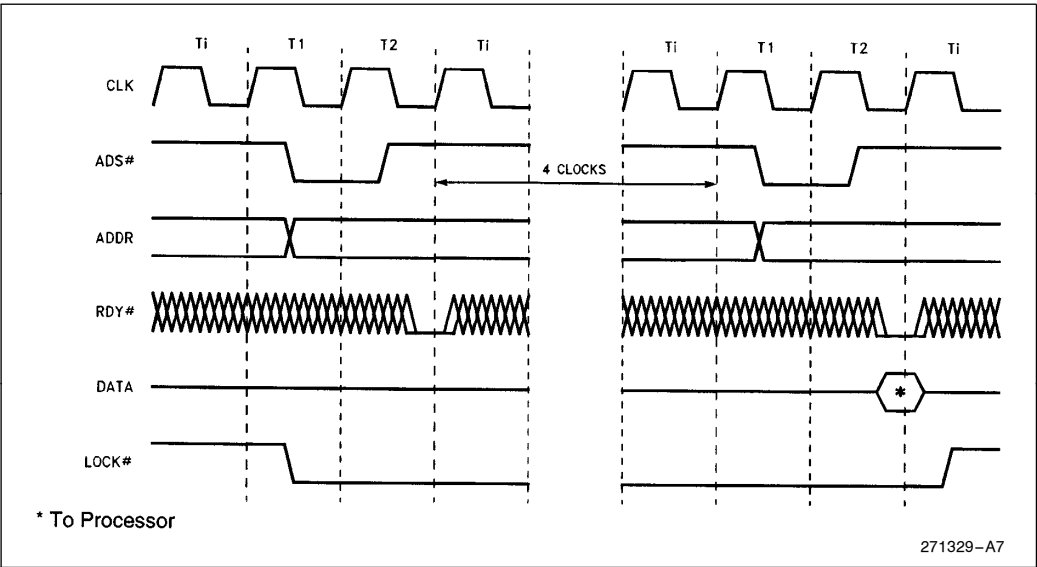 Ti T1 T2 Ti Ti T1 T2 Ti
CLK
ADS#
4 CLOCKS
ADDR
RDY#
DATA
*
LOCK#
* To Processor
271329–A7